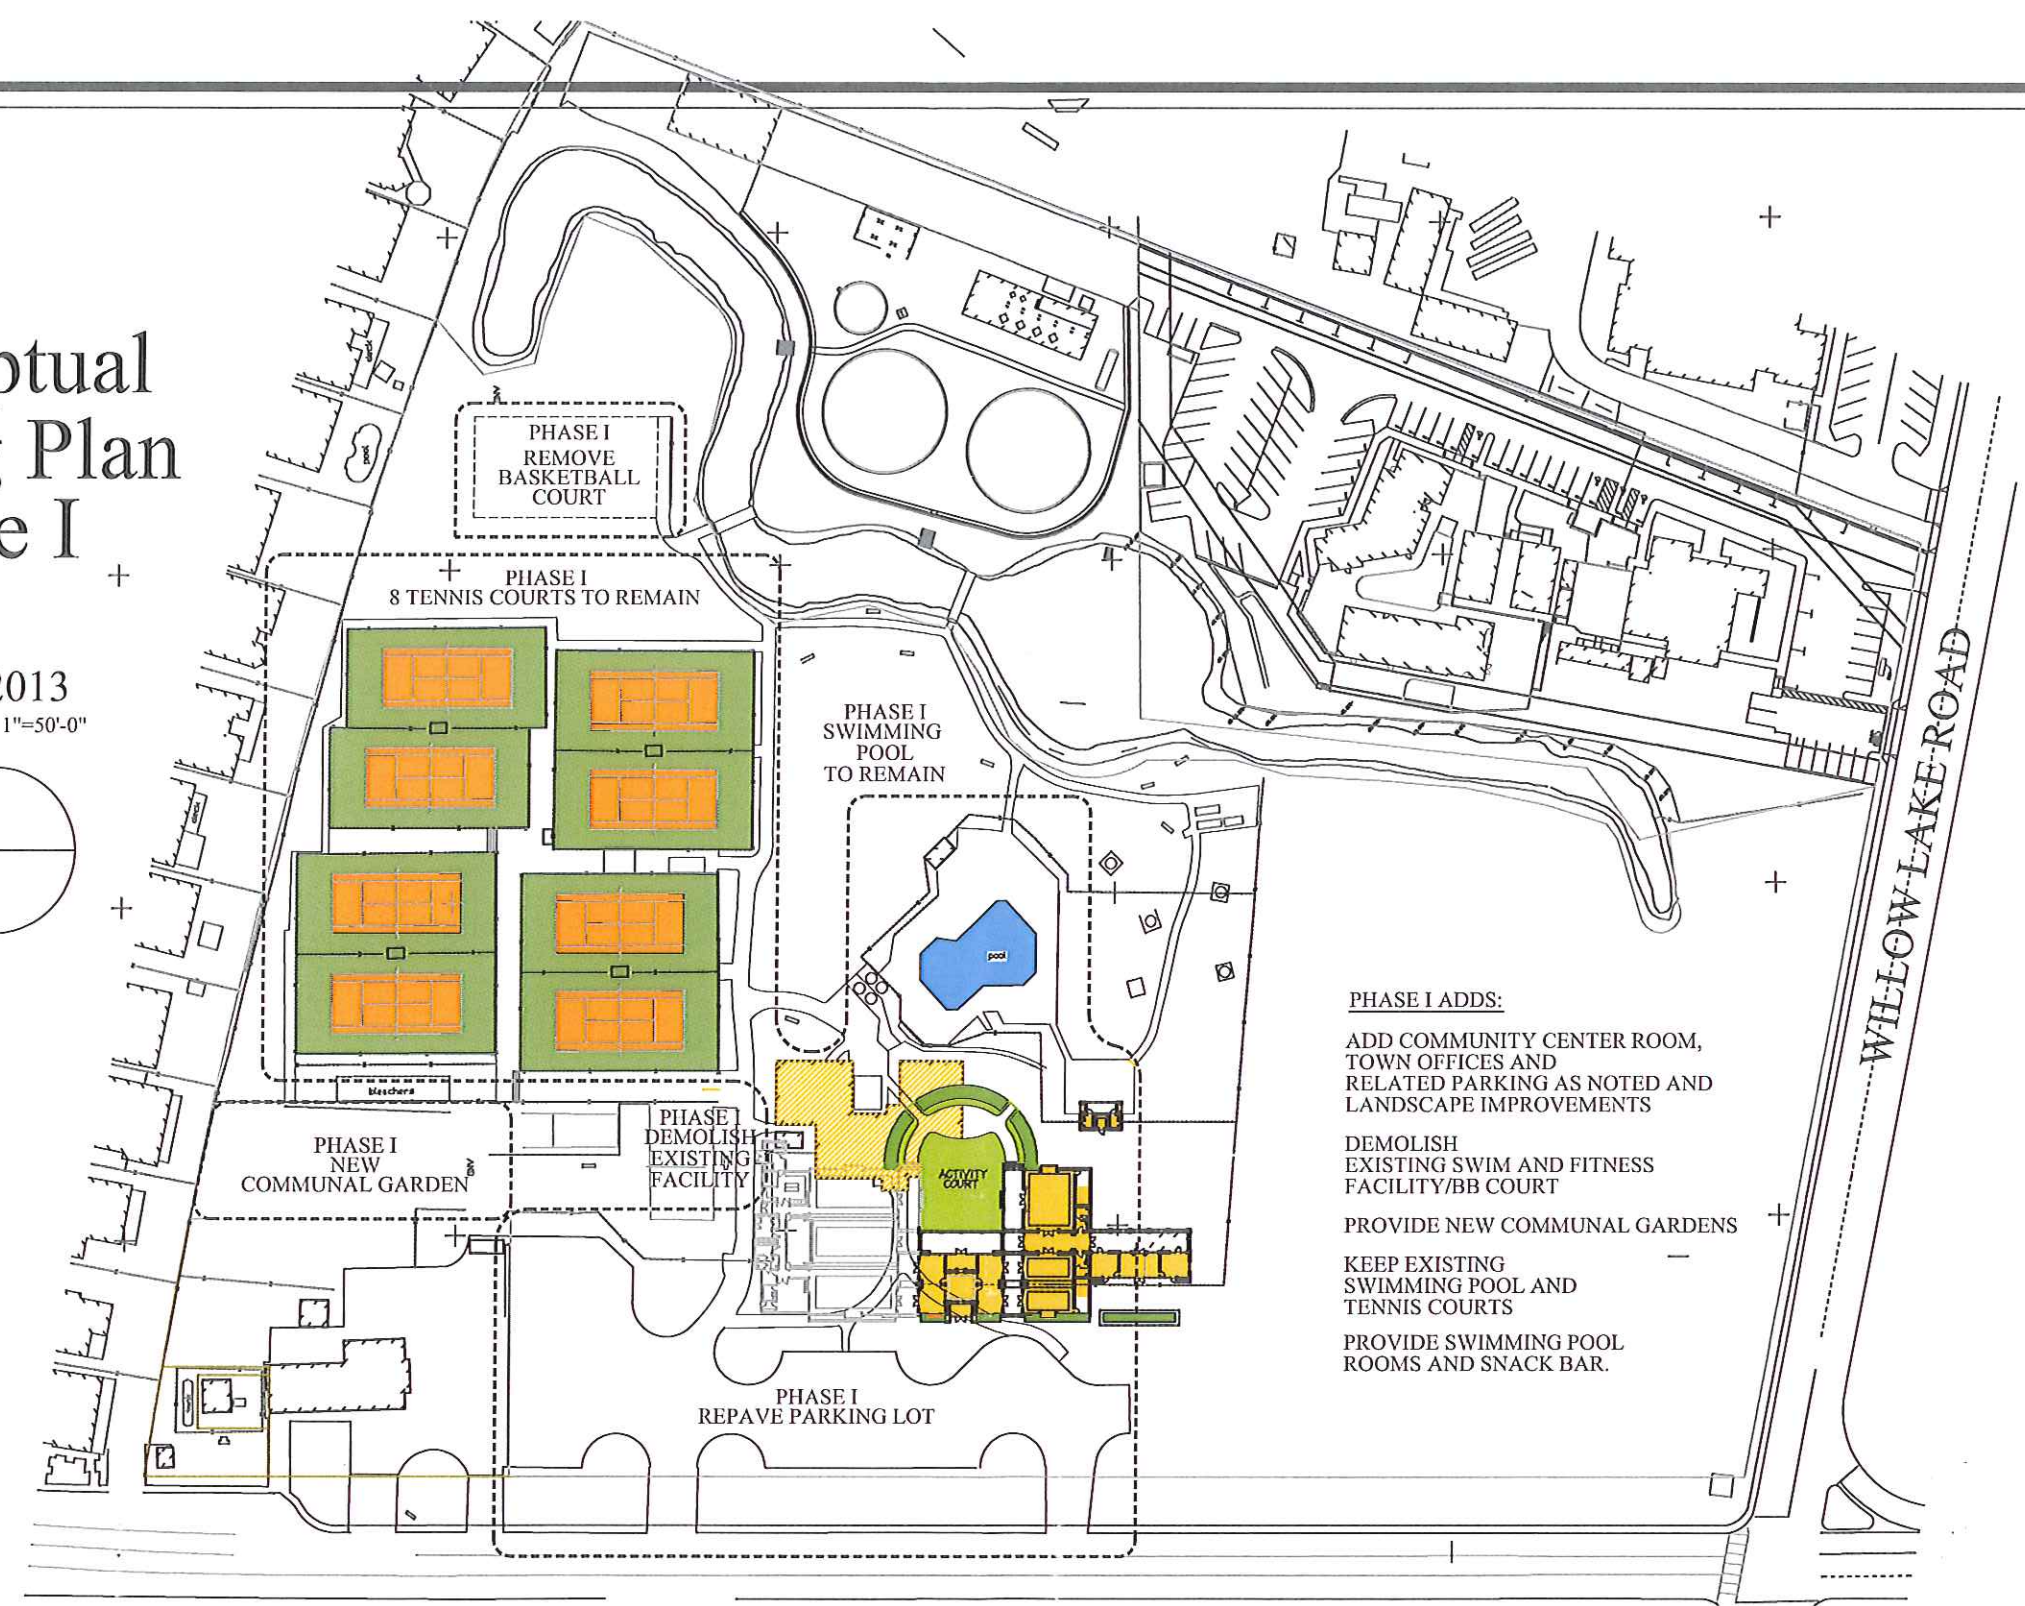 Plan
I
2013
1"=50'-0"
deck
pool
deck
PHASE I
REMOVE
BASKETBALL
COURT
PHASE I
8 TENNIS COURTS TO REMAIN
PHASE I
SWIMMING
POOL
TO REMAIN
pool
bleachers
PHASE I
NEW
COMMUNAL GARDEN
PHASE I
DEMOLISH
EXISTING
FACILITY
ACTIVITY
COURT
PHASE I
REPAVE PARKING LOT
WILLOW LAKE ROAD
PHASE I ADDS:
ADD COMMUNITY CENTER ROOM,
TOWN OFFICES AND
RELATED PARKING AS NOTED AND
LANDSCAPE IMPROVEMENTS
DEMOLISH
EXISTING SWIM AND FITNESS
FACILITY/BB COURT
PROVIDE NEW COMMUNAL GARDENS
KEEP EXISTING
SWIMMING POOL AND
TENNIS COURTS
PROVIDE SWIMMING POOL
ROOMS AND SNACK BAR.